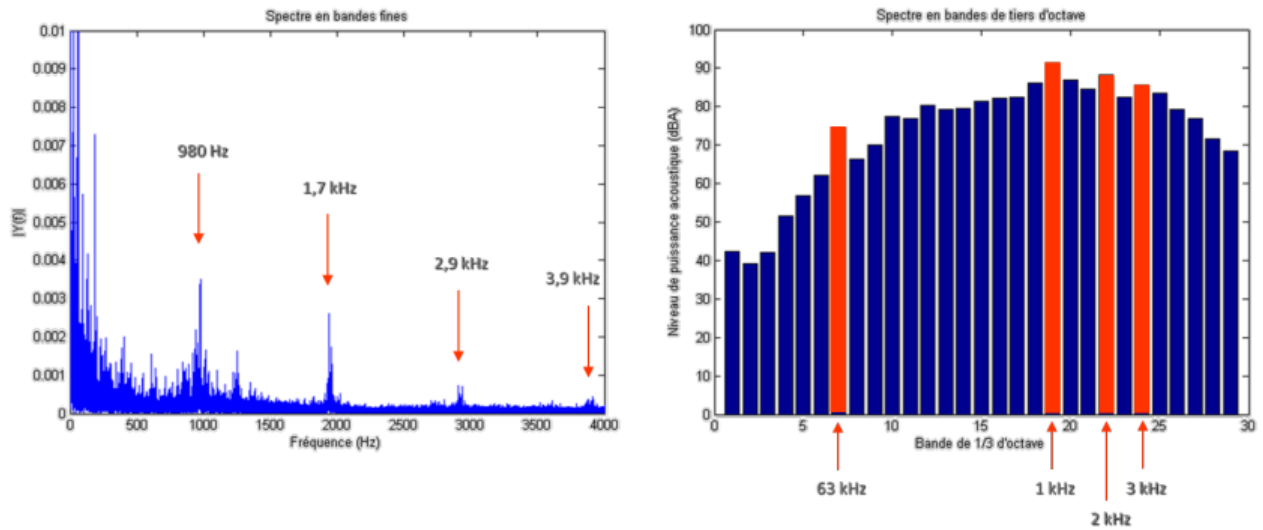 Spectre en bandes fines
0.01
0.009
0.008
0.007
0.006
0.005
0.004
0.003
0.002
0.001
0
|Y(f)|
980 Hz
1,7 kHz
2,9 kHz
3,9 kHz
0 500 1000 1500 2000 2500 3000 3500 4000
Fréquence (Hz)
Spectre en bandes de tiers d'octave
100
90
80
70
60
50
40
30
20
10
0
Niveau de puissance acoustique (dBA)
0 5 10 15 20 25 30
Bande de 1/3 d'octave
63 kHz
1 kHz
3 kHz
2 kHz